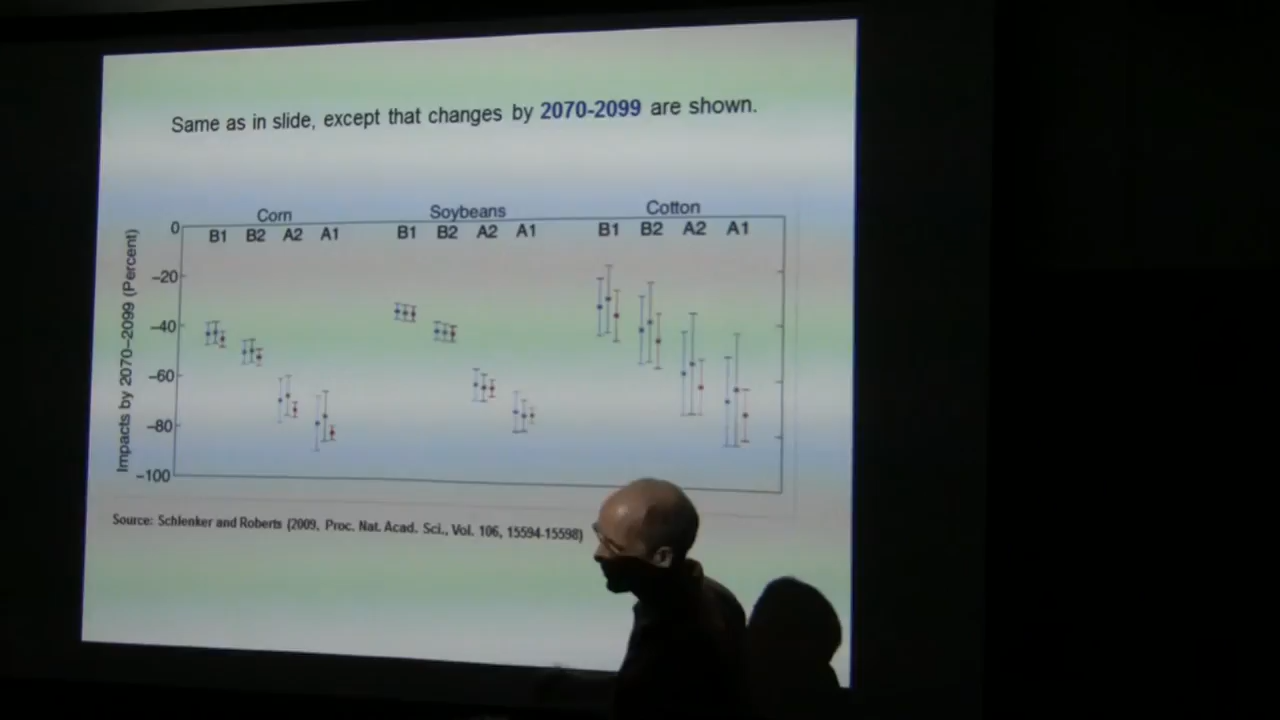 Same as in slide, except that changes by 2070-2099 are shown.
Corn Soybeans Cotton
B1 B2 A2 A1 B1 B2 A2 A1 B1 B2 A2 A1
0
−20
−40
−60
−80
−100
Impacts by 2070–2099 (Percent)
Source: Schlenker and Roberts (2009, Proc. Nat. Acad. Sci., Vol. 106, 15594-15598)